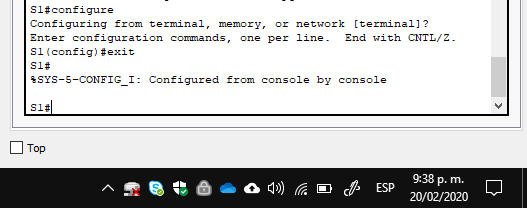 S1#configure
Configuring from terminal, memory, or network [terminal]?
Enter configuration commands, one per line.  End with CNTL/Z.
S1(config)#exit
S1#
%SYS-5-CONFIG_I: Configured from console by console
S1#
Top
ESP
9:38 p. m.
20/02/2020